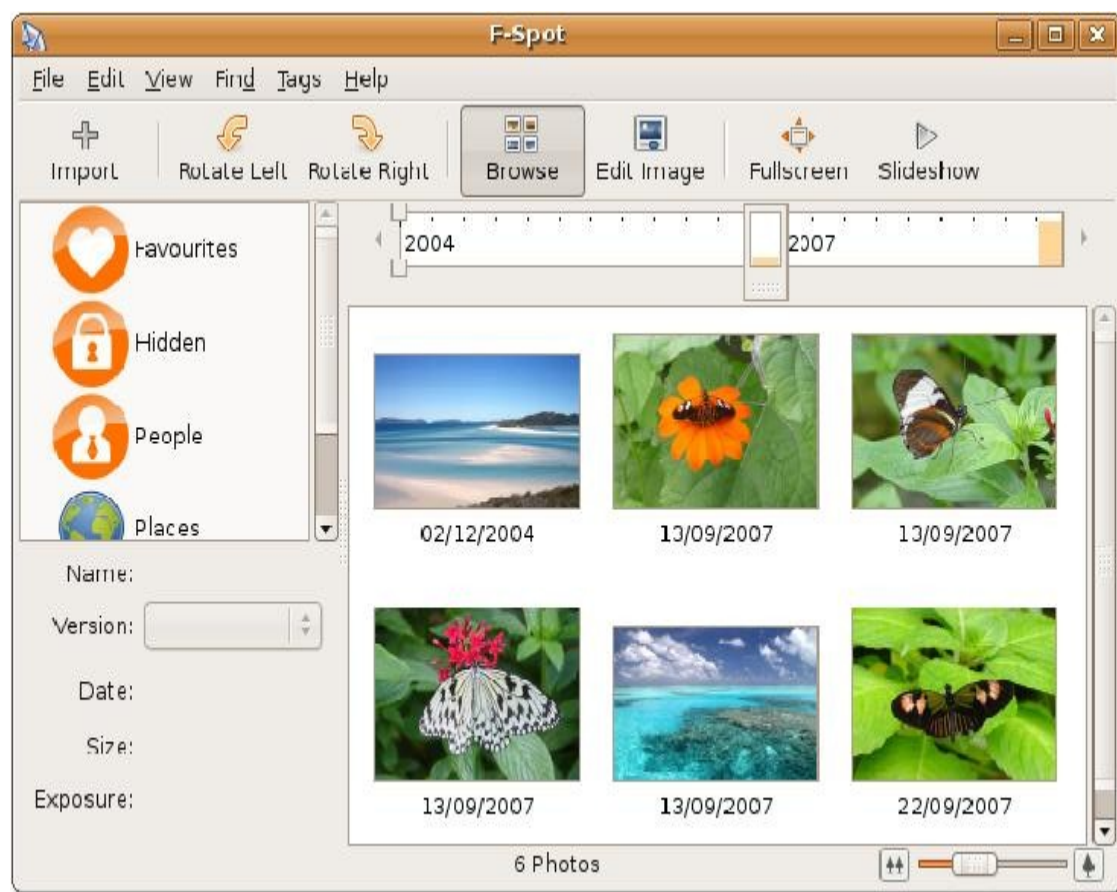 F-Spot
File Edit View Find Tags Help
Import Rotate Left Rotate Right Browse Edit Image Fullscreen Slideshow
Favourites
Hidden
People
Places
2004 2007
02/12/2004 13/09/2007 13/09/2007
13/09/2007 13/09/2007 22/09/2007
Name:
Version:
Date:
Size:
Exposure:
6 Photos